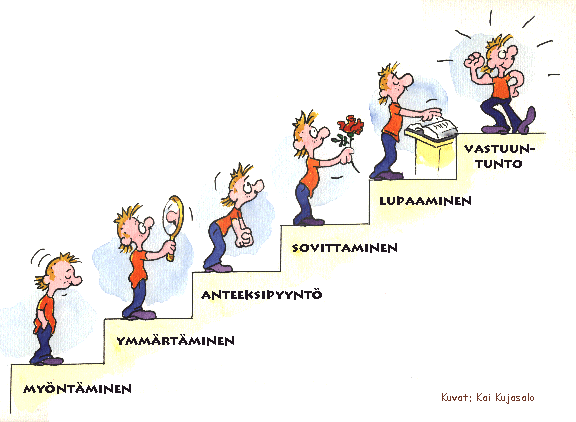 MYÖNTÄMINEN
YMMÄRTÄMINEN
ANTEEKSIPYYNTÖ
SOVITTAMINEN
LUPAAMINEN
VASTUUN-
TUNTO
Kuvat: Kai Kujasalo